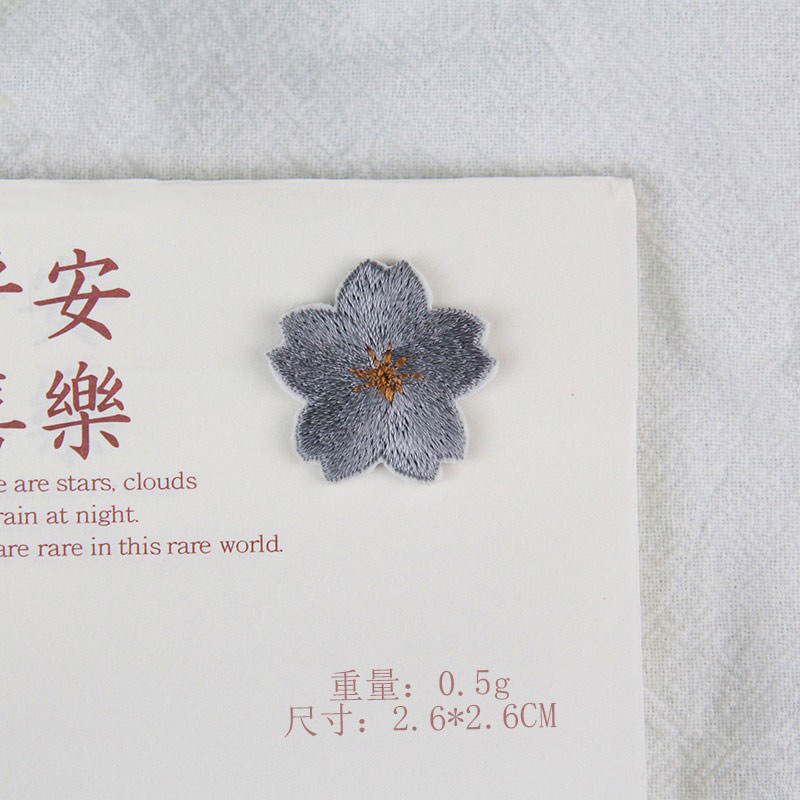 安
樂
are stars, clouds
at night.
are rare in this rare world.
重量：0.5g
尺寸：2.6*2.6CM